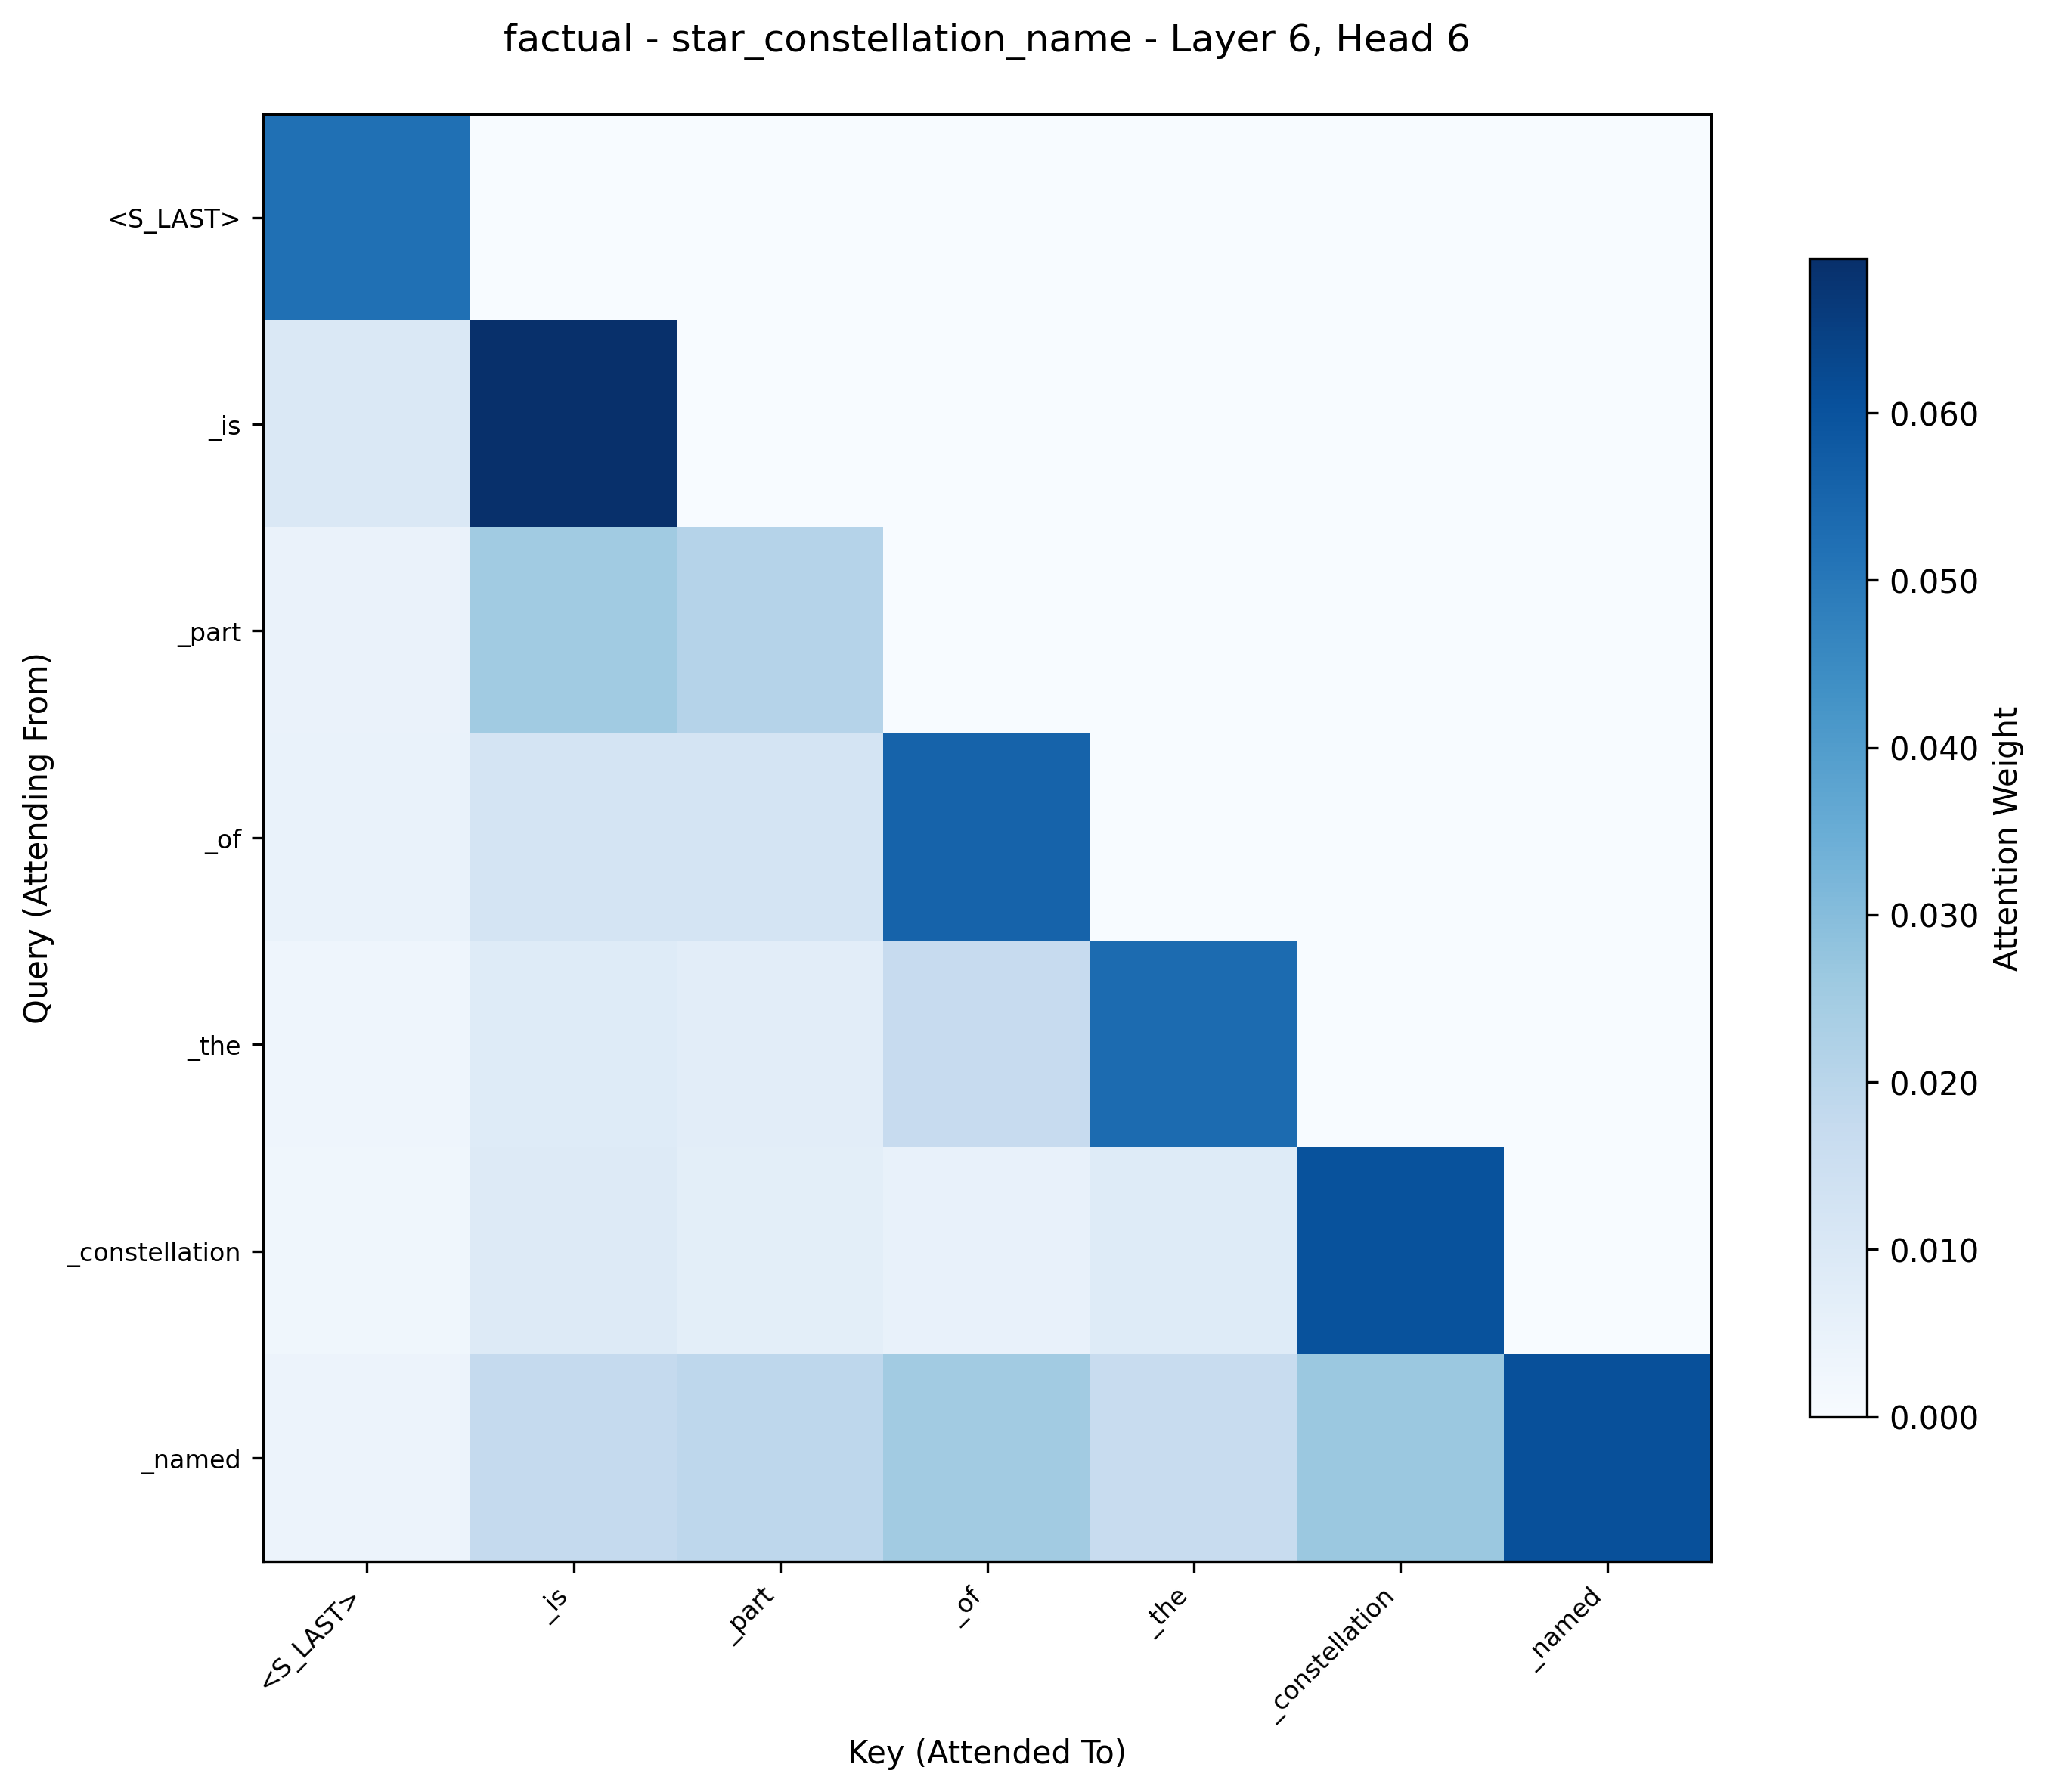 factual - star_constellation_name - Layer 6, Head 6
Query (Attending From)
<S_LAST>
_is
_part
_of
_the
_constellation
_named
<S_LAST>
_is
_part
_of
_the
_constellation
_named
Key (Attended To)
0.060
0.050
0.040
0.030
0.020
0.010
0.000
Attention Weight